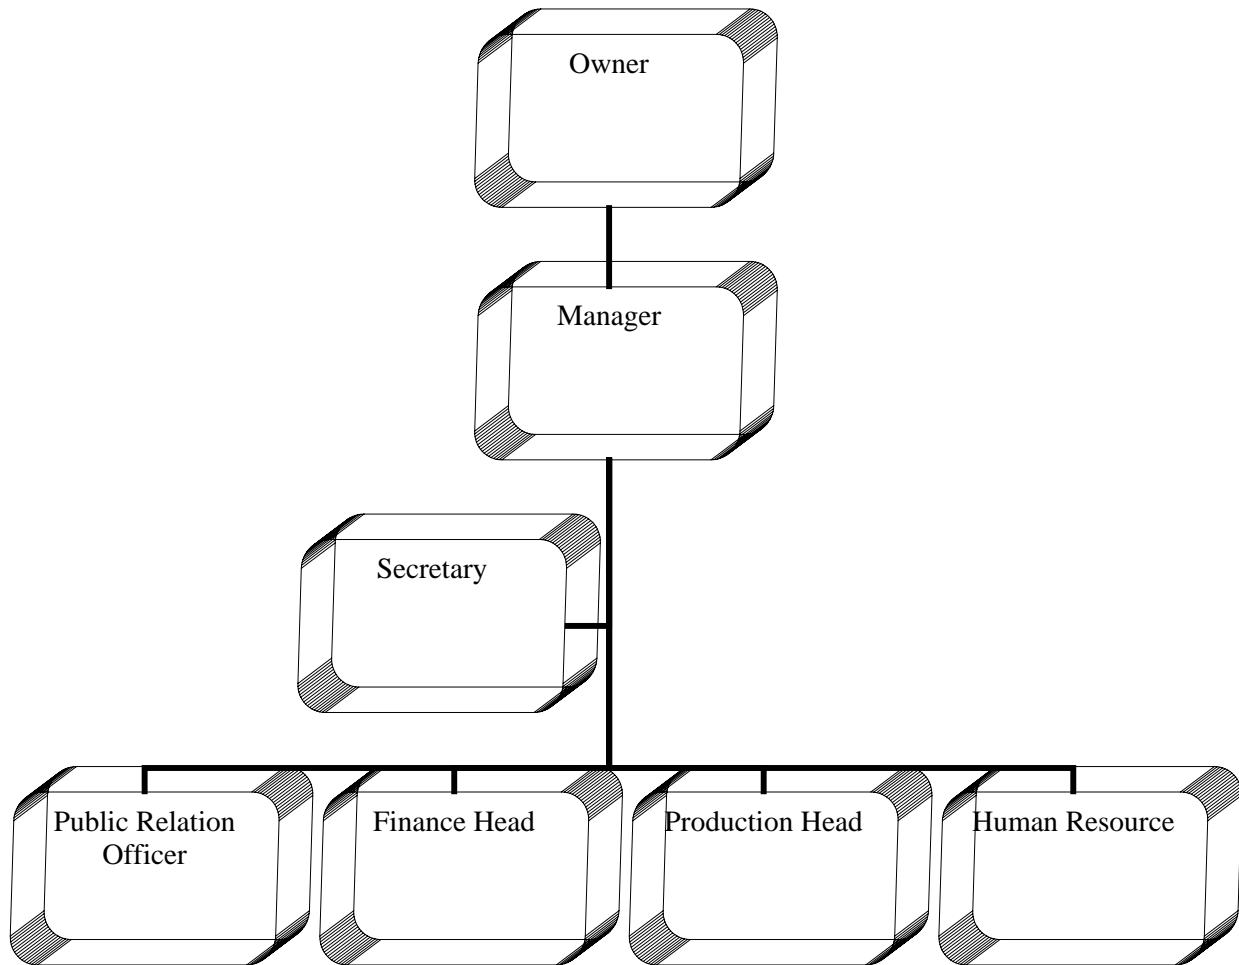 Owner
Manager
Secretary
Public Relation
Officer
Finance Head
Production Head
Human Resource